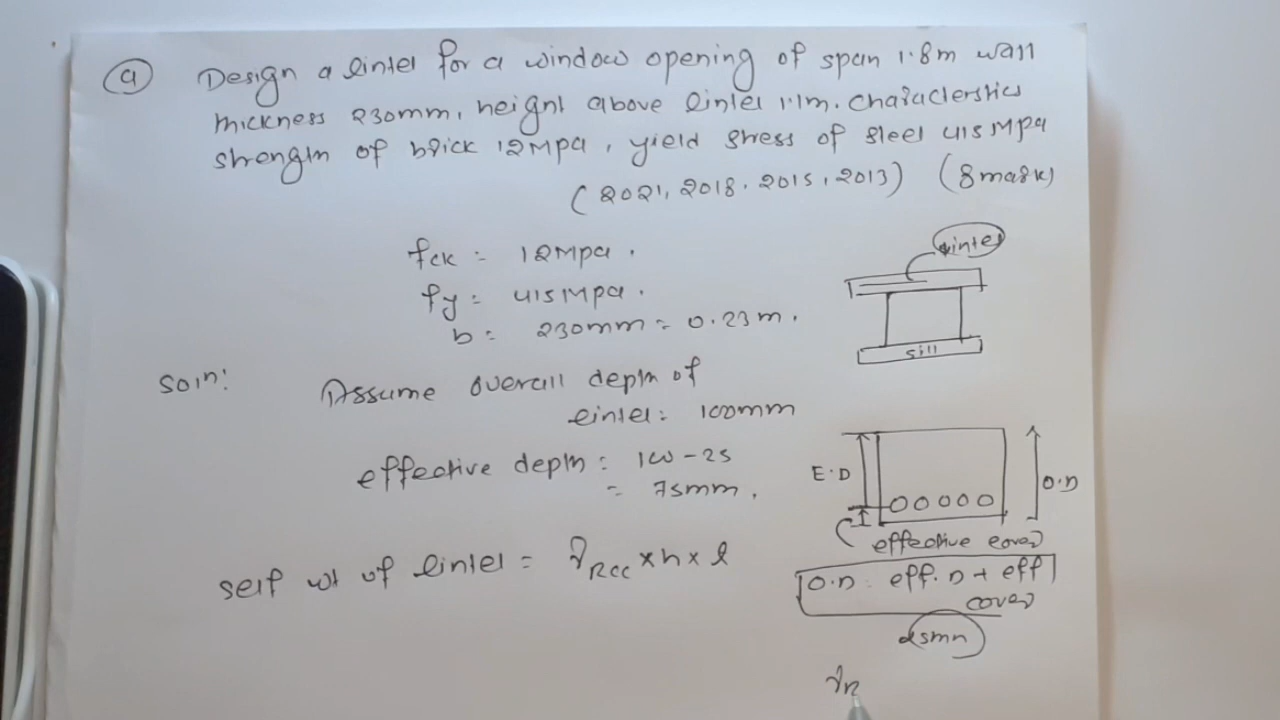 Q Design a lintel for a window opening of span 1.8m wall
thickness 230mm, height above lintel 1.1m. characterstics
strength of brick 12Mpa, yield stress of steel 415 Mpa
(2021, 2018, 2015, 2013) (8 mark)
fck = 12Mpa.
fy = 415Mpa.
b = 230mm = 0.23m.
lintel
sill
Soln:
Assume overall depth of
lintel = 100mm
effective depth = 100-25
= 75mm.
E.D
O.D
effective cover
self wt of lintel = γRCC × h × l
O.D = eff. D + eff
cover
25mm
γR